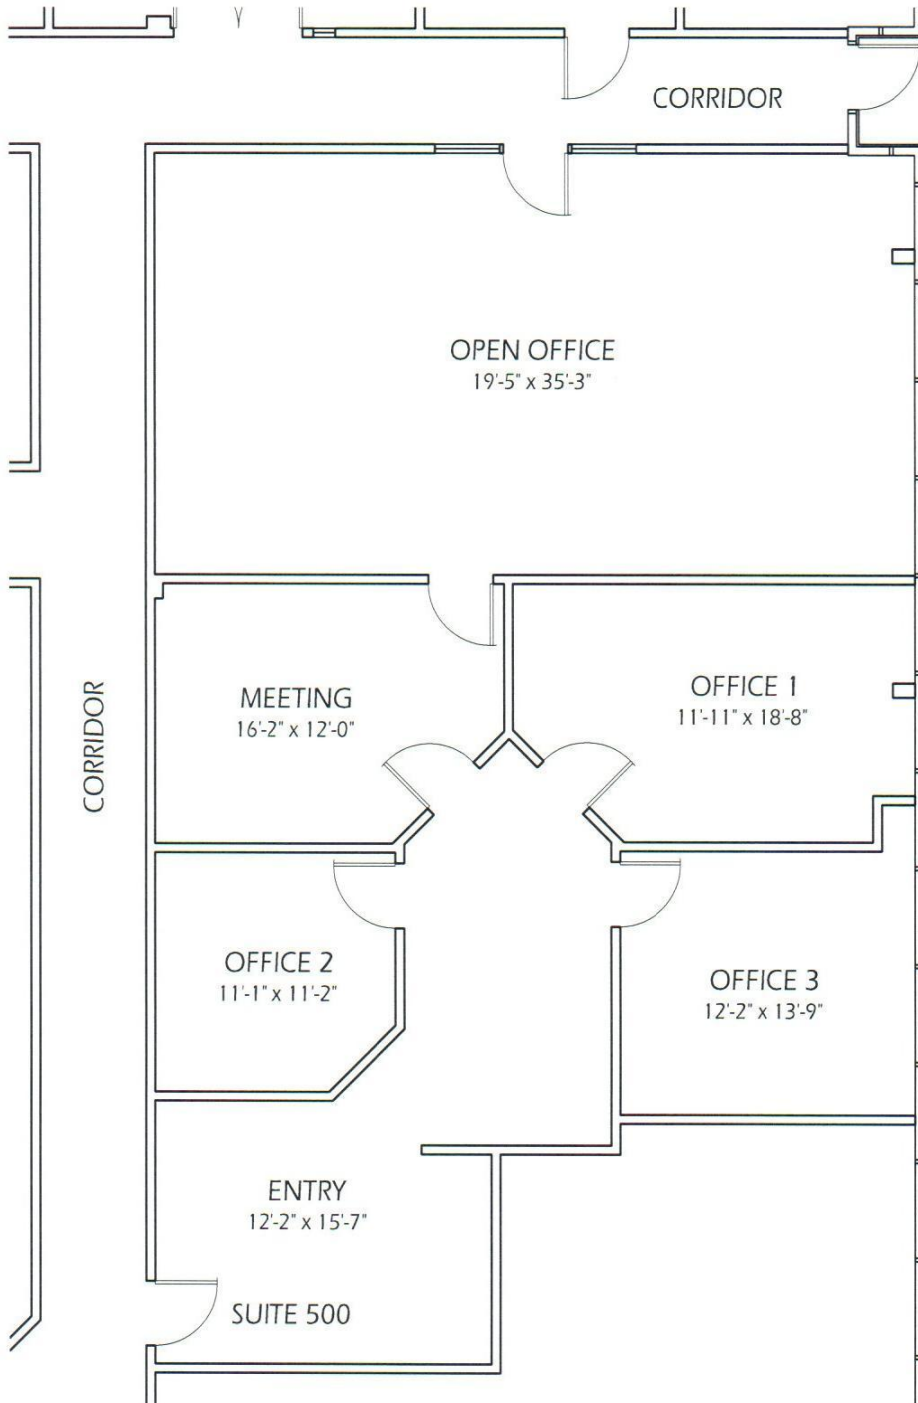 CORRIDOR
OPEN OFFICE
19'-5" x 35'-3"
MEETING
16'-2" x 12'-0"
OFFICE 1
11'-11" x 18'-8"
CORRIDOR
OFFICE 2
11'-1" x 11'-2"
OFFICE 3
12'-2" x 13'-9"
ENTRY
12'-2" x 15'-7"
SUITE 500